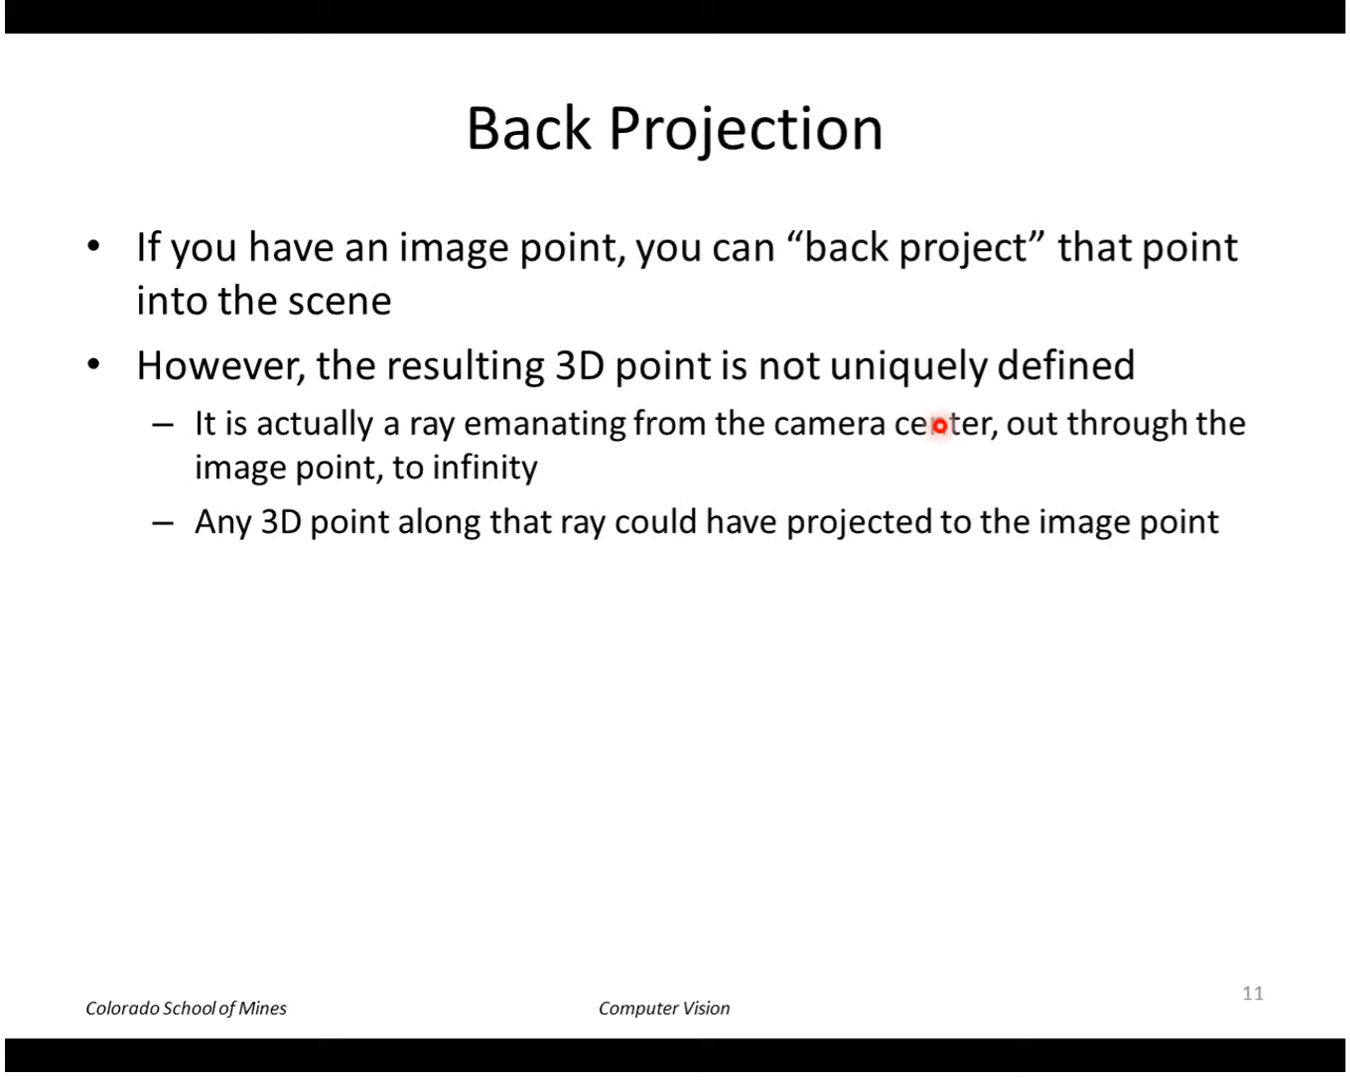 Back Projection
• If you have an image point, you can “back project” that point
into the scene
• However, the resulting 3D point is not uniquely defined
– It is actually a ray emanating from the camera center, out through the
image point, to infinity
– Any 3D point along that ray could have projected to the image point
Colorado School of Mines
Computer Vision
11